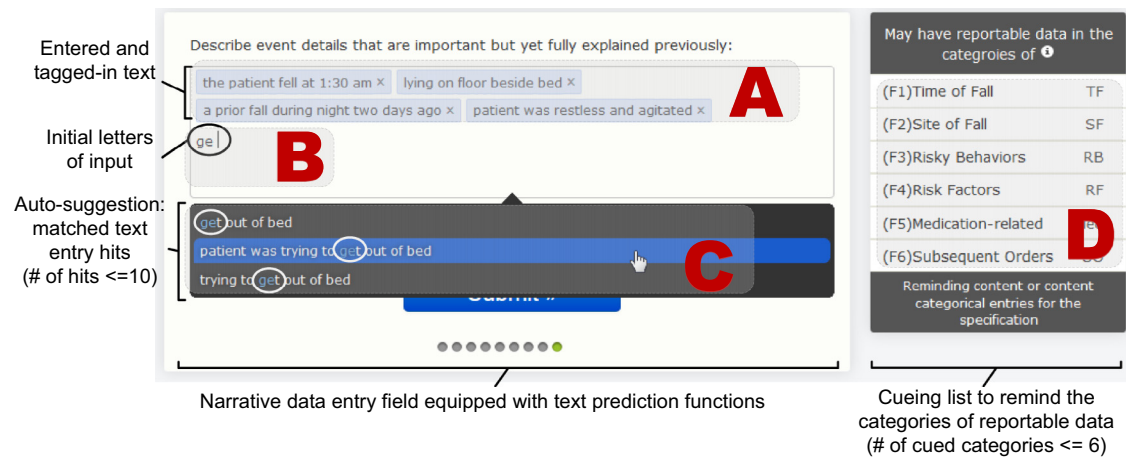 Entered and
tagged-in text
Initial letters
of input
Auto-suggestion:
matched text
entry hits
(# of hits <=10)
Describe event details that are important but yet fully explained previously:
the patient fell at 1:30 am × lying on floor beside bed ×
a prior fall during night two days ago × patient was restless and agitated ×
A
ge
B
get out of bed
patient was trying to get out of bed
trying to get out of bed
C
Submit »
Narrative data entry field equipped with text prediction functions
May have reportable data in the
categroies of
(F1)Time of Fall TF
(F2)Site of Fall SF
(F3)Risky Behaviors RB
(F4)Risk Factors RF
(F5)Medication-related
(F6)Subsequent Orders
D
Reminding content or content
categorical entries for the
specification
Cueing list to remind the
categories of reportable data
(# of cued categories <= 6)